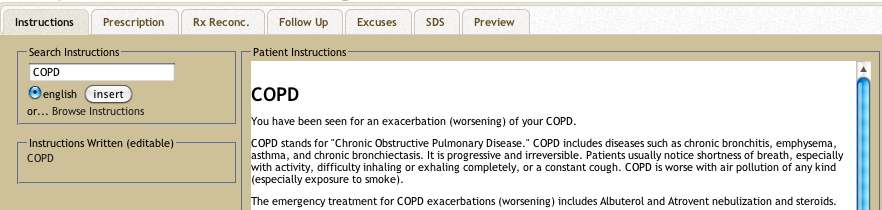 Instructions Prescription Rx Reconc. Follow Up Excuses SDS Preview
Search Instructions
COPD
english insert
or... Browse Instructions
Instructions Written (editable)
COPD
Patient Instructions
COPD
You have been seen for an exacerbation (worsening) of your COPD.
COPD stands for "Chronic Obstructive Pulmonary Disease." COPD includes diseases such as chronic bronchitis, emphysema,
asthma, and chronic bronchiectasis. It is progressive and irreversible. Patients usually notice shortness of breath, especially
with activity, difficulty inhaling or exhaling completely, or a constant cough. COPD is worse with air pollution of any kind
(especially exposure to smoke).
The emergency treatment for COPD exacerbations (worsening) includes Albuterol and Atrovent nebulization and steroids.